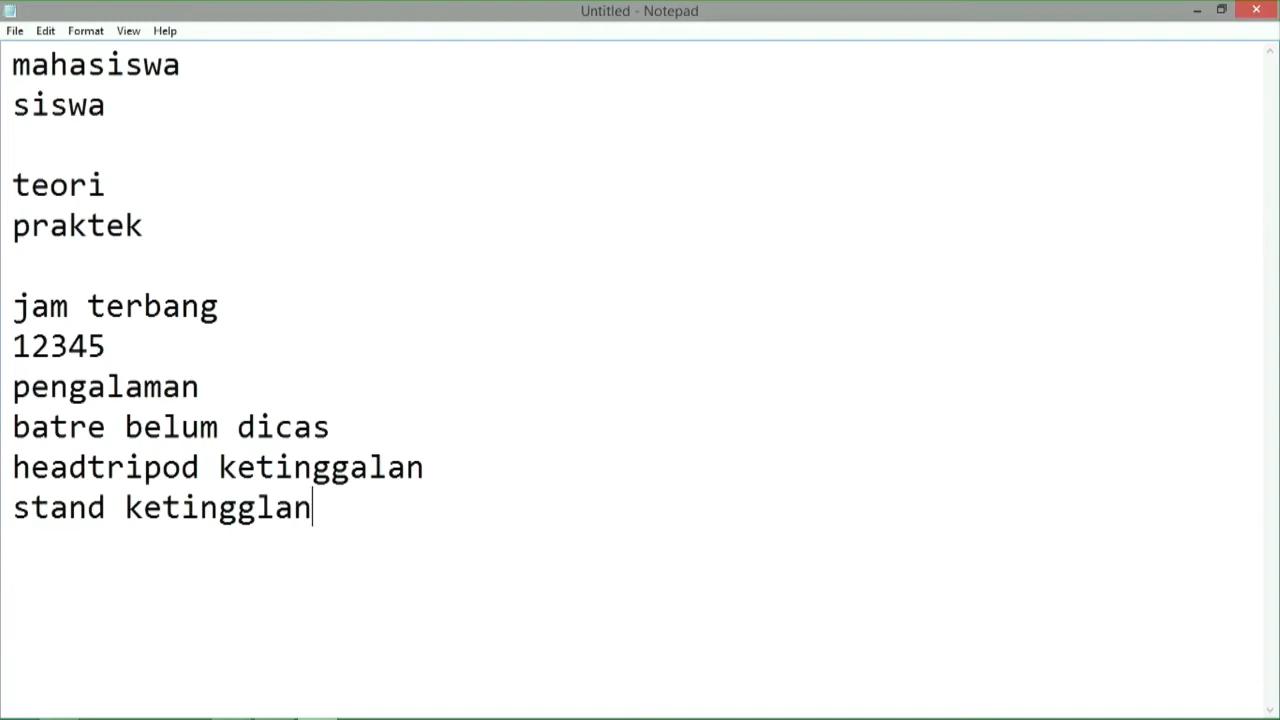 Untitled - Notepad
File Edit Format View Help
mahasiswa
siswa
teori
praktek
jam terbang
12345
pengalaman
batre belum dicas
headtripod ketinggalan
stand ketingglan